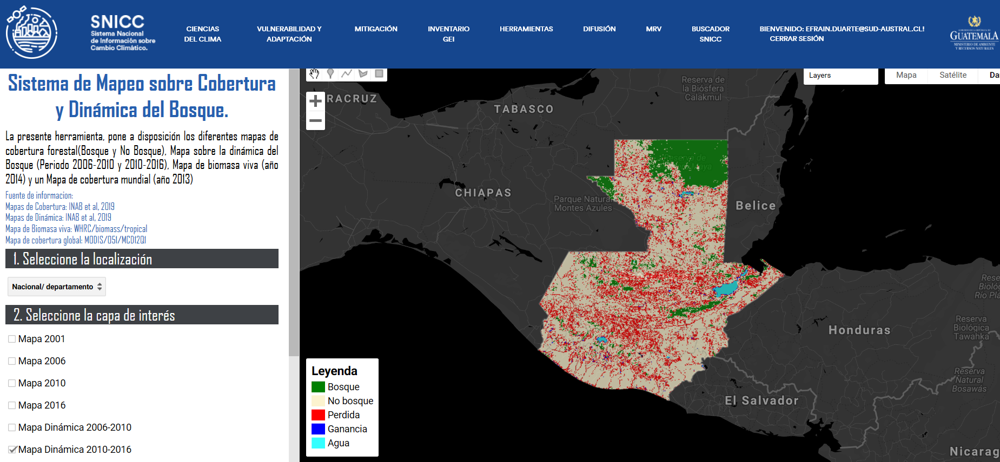 SNICC
Sistema Nacional
de Información sobre
Cambio Climático.
CIENCIAS
DEL CLIMA
VULNERABILIDAD Y
ADAPTACIÓN
MITIGACIÓN
INVENTARIO
GEI
HERRAMIENTAS
DIFUSIÓN
MRV
BUSCADOR
SNICC
BIENVENIDO: EFRAIN.DUARTE@SUD-AUSTRAL.CL!
CERRAR SESIÓN
GUATEMALA
MINISTERIO DE AMBIENTE
Y RECURSOS NATURALES
Sistema de Mapeo sobre Cobertura
y Dinámica del Bosque.
La presente herramienta, pone a disposición los diferentes mapas de
cobertura forestal(Bosque y No Bosque), Mapa sobre la dinámica del
Bosque (Periodo 2006-2010 y 2010-2016), Mapa de biomasa viva (año
2014) y un Mapa de cobertura mundial (año 2013)
Fuente de informacion:
Mapas de Cobertura: INAB et al, 2019
Mapas de Dinámica: INAB et al, 2019
Mapa de Biomasa viva: WHRC/biomass/tropical
Mapa de cobertura global: MODIS/051/MCD12Q1
1. Seleccione la localización
Nacional/ departamento
2. Seleccione la capa de interés
Mapa 2001
Mapa 2006
Mapa 2010
Mapa 2016
Mapa Dinámica 2006-2010
Mapa Dinámica 2010-2016
Layers
Mapa
Satélite
Da
RACRUZ
TABASCO
Reserva de
la Biósfera
Calakmul
CHIAPAS
Parque Natural
Montes Azules
Reserva de
Maya
Belice
Honduras
Rese
Bioló
Río Plá
Reserva
Biológica
Tawahka
Reserva
Natural
Bosawás
El Salvador
Nicarag
Leyenda
Bosque
No bosque
Perdida
Ganancia
Agua